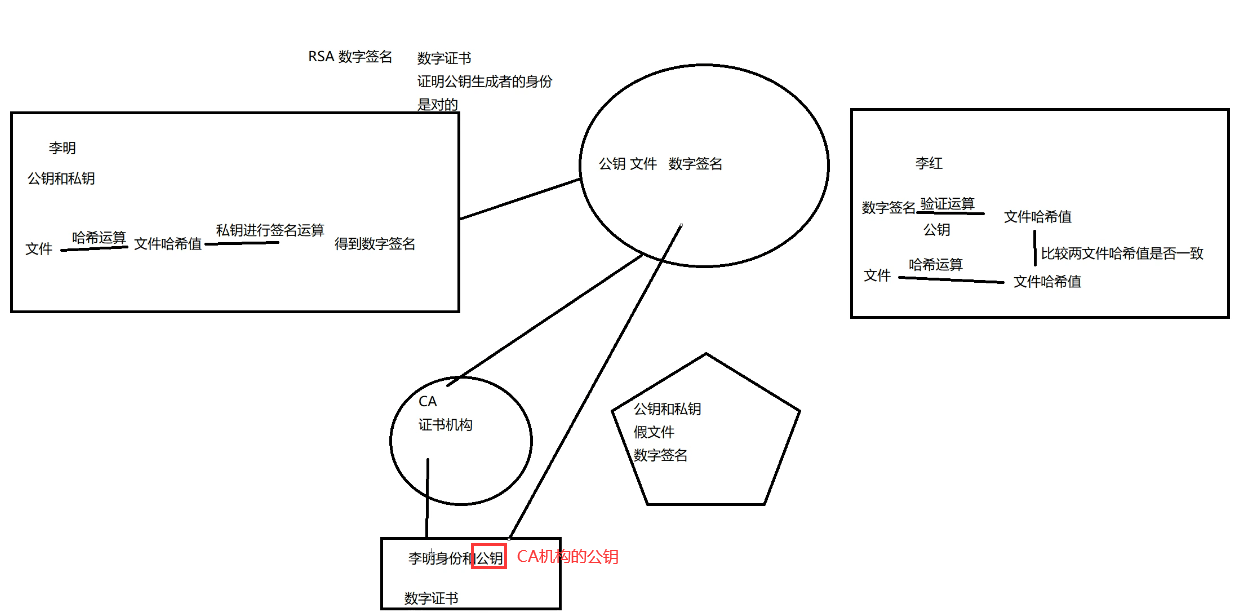 RSA 数字签名
数字证书
证明公钥生成者的身份
是对的
李明
公钥和私钥
文件
哈希运算
文件哈希值
私钥进行签名运算
得到数字签名
公钥 文件 数字签名
李红
数字签名
验证运算
公钥
文件哈希值
比较两文件哈希值是否一致
文件
哈希运算
文件哈希值
CA
证书机构
公钥和私钥
假文件
数字签名
李明身份和公钥
CA机构的公钥
数字证书